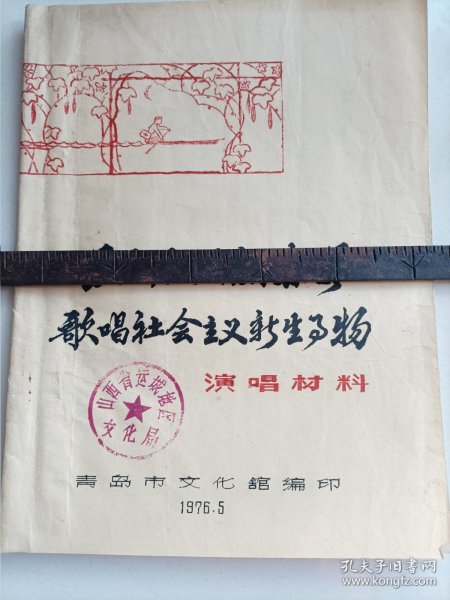 歌唱社会主义新生事物
演唱材料
山西省运城地区
文化局
青岛市文化館编印
1976.5
孔夫子旧书网
www.kongfz.com